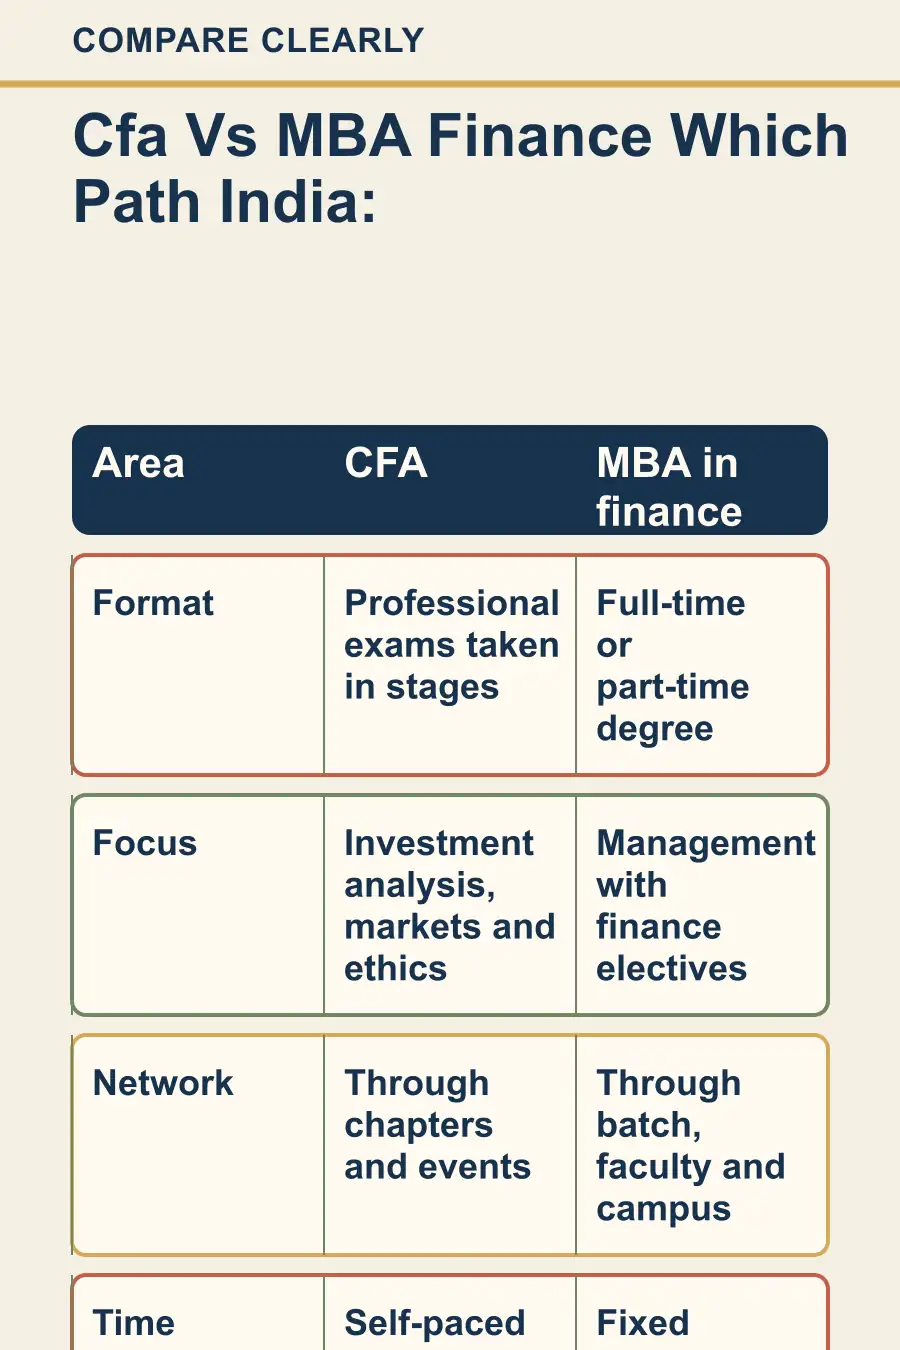 COMPARE CLEARLY
Cfa Vs MBA Finance Which
Path India:
Area
CFA
MBA in
finance
Format
Professional
exams taken
in stages
Full-time
or
part-time
degree
Focus
Investment
analysis,
markets and
ethics
Management
with
finance
electives
Network
Through
chapters
and events
Through
batch,
faculty and
campus
Time
Self-paced
Fixed